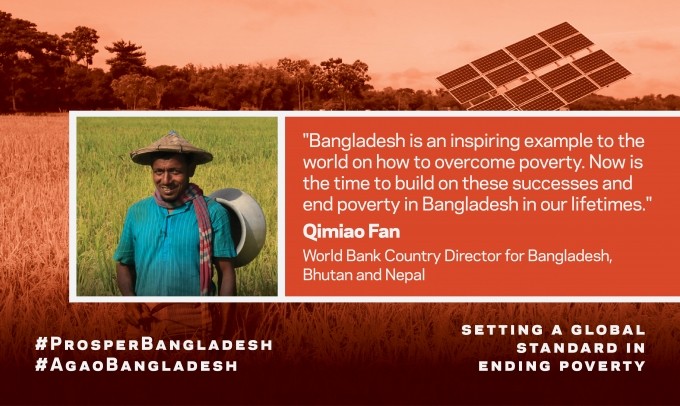 "Bangladesh is an inspiring example to the
world on how to overcome poverty. Now is
the time to build on these successes and
end poverty in Bangladesh in our lifetimes."
Qimiao Fan
World Bank Country Director for Bangladesh,
Bhutan and Nepal
#ProsperBangladesh
#AgaoBangladesh
SETTING A GLOBAL
STANDARD IN
ENDING POVERTY